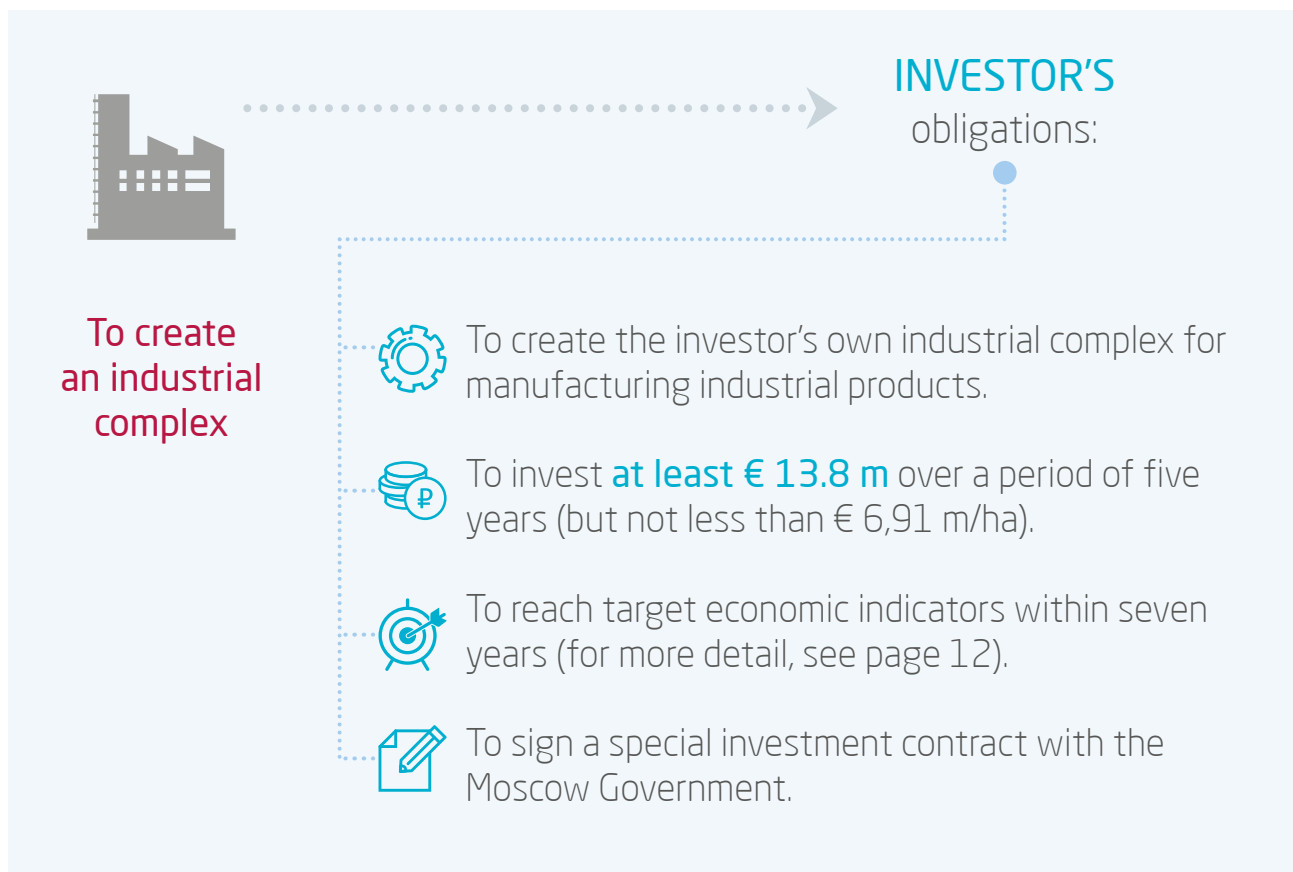 INVESTOR'S
obligations:
To create
an industrial
complex
To create the investor's own industrial complex for
manufacturing industrial products.
To invest at least € 13.8 m over a period of five
years (but not less than € 6,91 m/ha).
₽
To reach target economic indicators within seven
years (for more detail, see page 12).
To sign a special investment contract with the
Moscow Government.